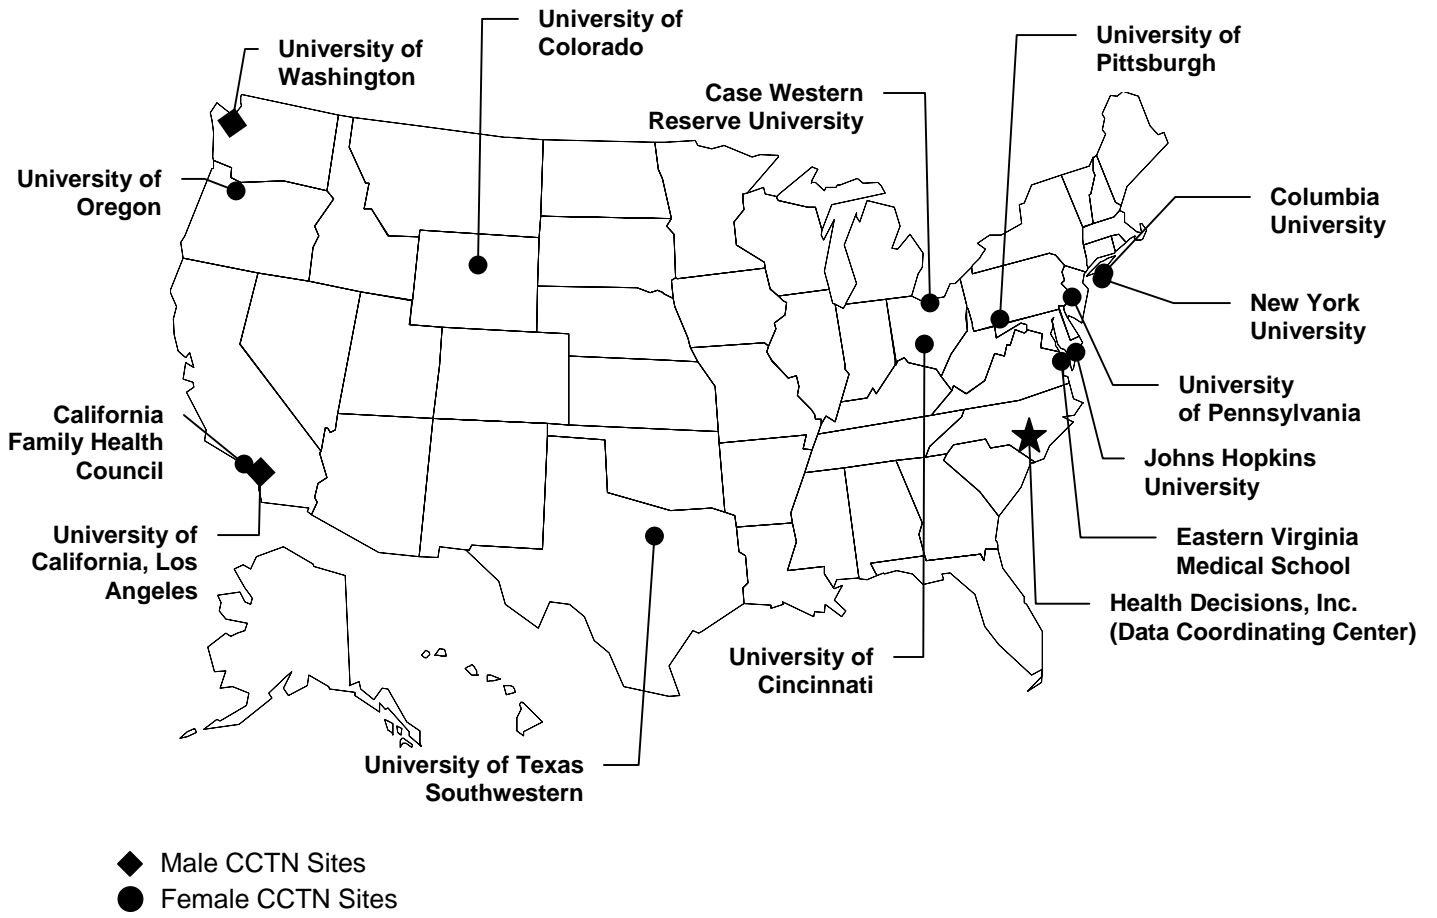 University of
Colorado
University of
Washington
University of
Pittsburgh
Case Western
Reserve University
University of
Oregon
Columbia
University
New York
University
University
of Pennsylvania
California
Family Health
Council
Johns Hopkins
University
University of
California, Los
Angeles
Eastern Virginia
Medical School
Health Decisions, Inc.
(Data Coordinating Center)
University of
Cincinnati
University of Texas
Southwestern
Male CCTN Sites
Female CCTN Sites